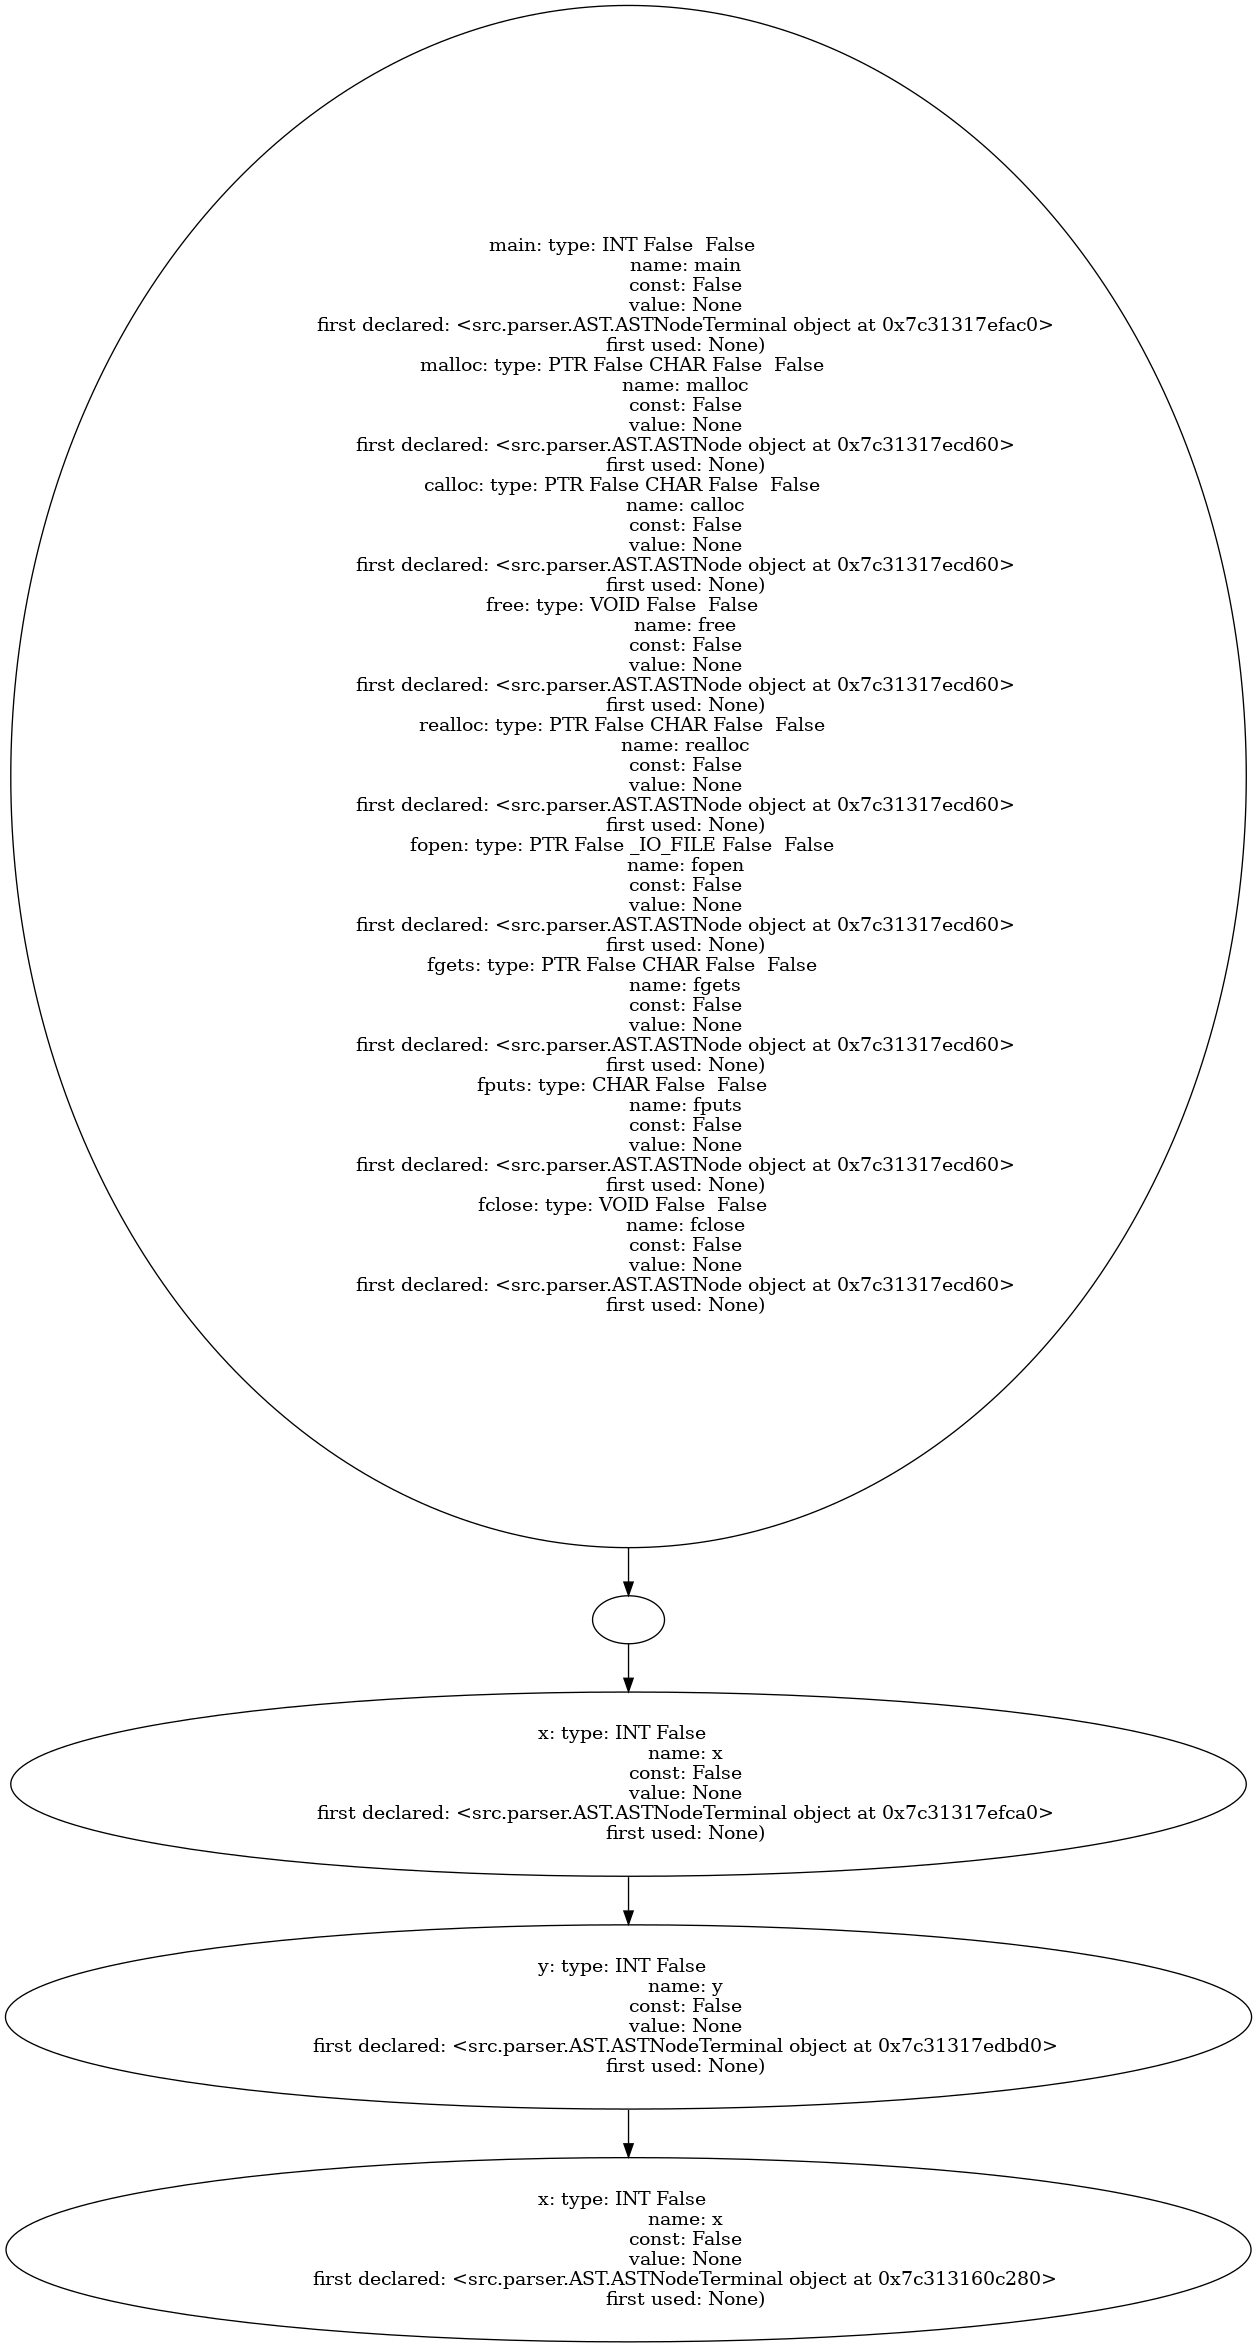 main: type: INT False  False
name: main
const: False
value: None
first declared: <src.parser.AST.ASTNodeTerminal object at 0x7c31317efac0>
first used: None)
malloc: type: PTR False CHAR False  False
name: malloc
const: False
value: None
first declared: <src.parser.AST.ASTNode object at 0x7c31317ecd60>
first used: None)
calloc: type: PTR False CHAR False  False
name: calloc
const: False
value: None
first declared: <src.parser.AST.ASTNode object at 0x7c31317ecd60>
first used: None)
free: type: VOID False  False
name: free
const: False
value: None
first declared: <src.parser.AST.ASTNode object at 0x7c31317ecd60>
first used: None)
realloc: type: PTR False CHAR False  False
name: realloc
const: False
value: None
first declared: <src.parser.AST.ASTNode object at 0x7c31317ecd60>
first used: None)
fopen: type: PTR False _IO_FILE False  False
name: fopen
const: False
value: None
first declared: <src.parser.AST.ASTNode object at 0x7c31317ecd60>
first used: None)
fgets: type: PTR False CHAR False  False
name: fgets
const: False
value: None
first declared: <src.parser.AST.ASTNode object at 0x7c31317ecd60>
first used: None)
fputs: type: CHAR False  False
name: fputs
const: False
value: None
first declared: <src.parser.AST.ASTNode object at 0x7c31317ecd60>
first used: None)
fclose: type: VOID False  False
name: fclose
const: False
value: None
first declared: <src.parser.AST.ASTNode object at 0x7c31317ecd60>
first used: None)
x: type: INT False
name: x
const: False
value: None
first declared: <src.parser.AST.ASTNodeTerminal object at 0x7c31317efca0>
first used: None)
y: type: INT False
name: y
const: False
value: None
first declared: <src.parser.AST.ASTNodeTerminal object at 0x7c31317edbd0>
first used: None)
x: type: INT False
name: x
const: False
value: None
first declared: <src.parser.AST.ASTNodeTerminal object at 0x7c313160c280>
first used: None)